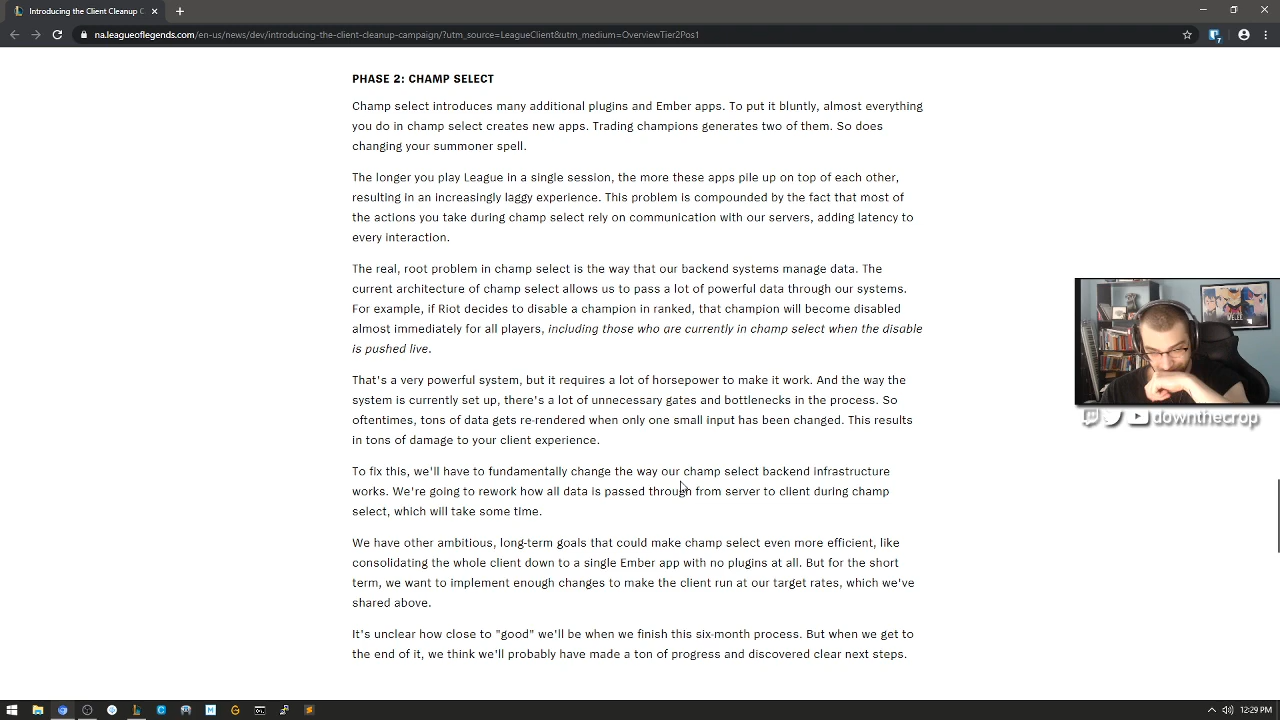 Introducing the Client Cleanup C
na.leagueoflegends.com/en-us/news/dev/introducing-the-client-cleanup-campaign/?utm_source=LeagueClient&utm_medium=OverviewTier2Pos1
PHASE 2: CHAMP SELECT
Champ select introduces many additional plugins and Ember apps. To put it bluntly, almost everything
you do in champ select creates new apps. Trading champions generates two of them. So does
changing your summoner spell.
The longer you play League in a single session, the more these apps pile up on top of each other,
resulting in an increasingly laggy experience. This problem is compounded by the fact that most of
the actions you take during champ select rely on communication with our servers, adding latency to
every interaction.
The real, root problem in champ select is the way that our backend systems manage data. The
current architecture of champ select allows us to pass a lot of powerful data through our systems.
For example, if Riot decides to disable a champion in ranked, that champion will become disabled
almost immediately for all players, including those who are currently in champ select when the disable
is pushed live.
That's a very powerful system, but it requires a lot of horsepower to make it work. And the way the
system is currently set up, there's a lot of unnecessary gates and bottlenecks in the process. So
oftentimes, tons of data gets re-rendered when only one small input has been changed. This results
in tons of damage to your client experience.
To fix this, we'll have to fundamentally change the way our champ select backend infrastructure
works. We're going to rework how all data is passed through from server to client during champ
select, which will take some time.
We have other ambitious, long-term goals that could make champ select even more efficient, like
consolidating the whole client down to a single Ember app with no plugins at all. But for the short
term, we want to implement enough changes to make the client run at our target rates, which we've
shared above.
It's unclear how close to "good" we'll be when we finish this six-month process. But when we get to
the end of it, we think we'll probably have made a ton of progress and discovered clear next steps.
downthecrop
12:29 PM